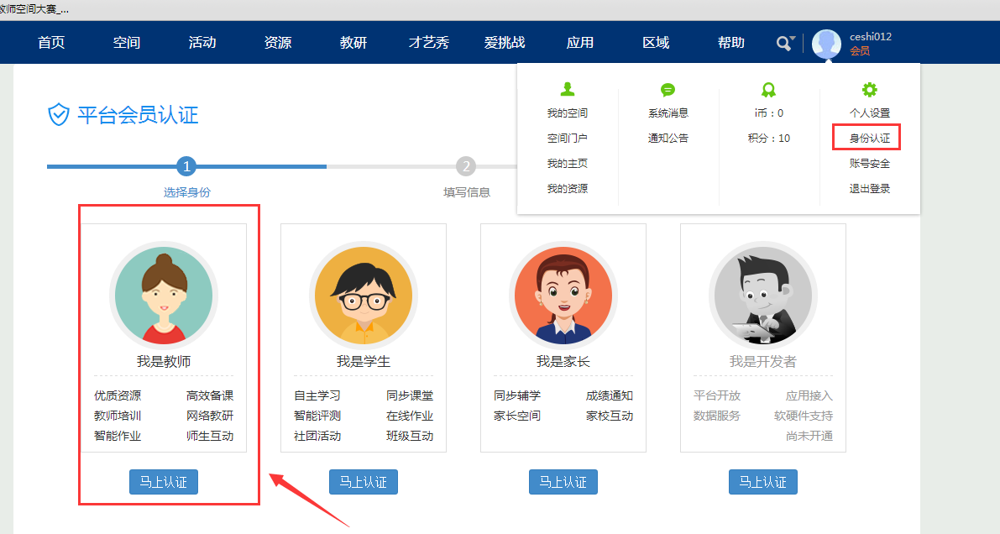 教师空间大赛_...
首页 空间 活动 资源 教研 才艺秀 爱挑战 应用 区域 帮助
ceshi012
会员
我的空间 系统消息 i币：0 个人设置
空间门户 通知公告 积分：10 身份认证
我的主页 账号安全
我的资源 退出登录
平台会员认证
1 2
选择身份 填写信息
我是教师 我是学生 我是家长 我是开发者
优质资源 高效备课 自主学习 同步课堂 同步辅学 成绩通知 平台开放 应用接入
教师培训 网络教研 智能评测 在线作业 家长空间 家校互动 数据服务 软硬件支持
智能作业 师生互动 社团活动 班级互动 尚未开通
马上认证 马上认证 马上认证 马上认证